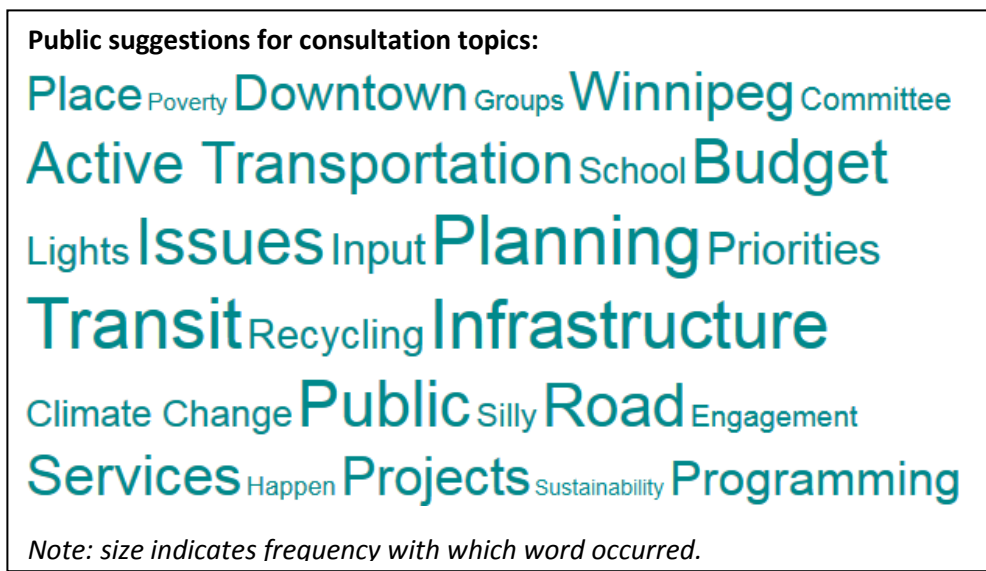 Public suggestions for consultation topics:
Place Poverty Downtown Groups Winnipeg Committee
Active Transportation School Budget
Lights Issues Input Planning Priorities
Transit Recycling Infrastructure
Climate Change Public Silly Road Engagement
Services Happen Projects Sustainability Programming
Note: size indicates frequency with which word occurred.